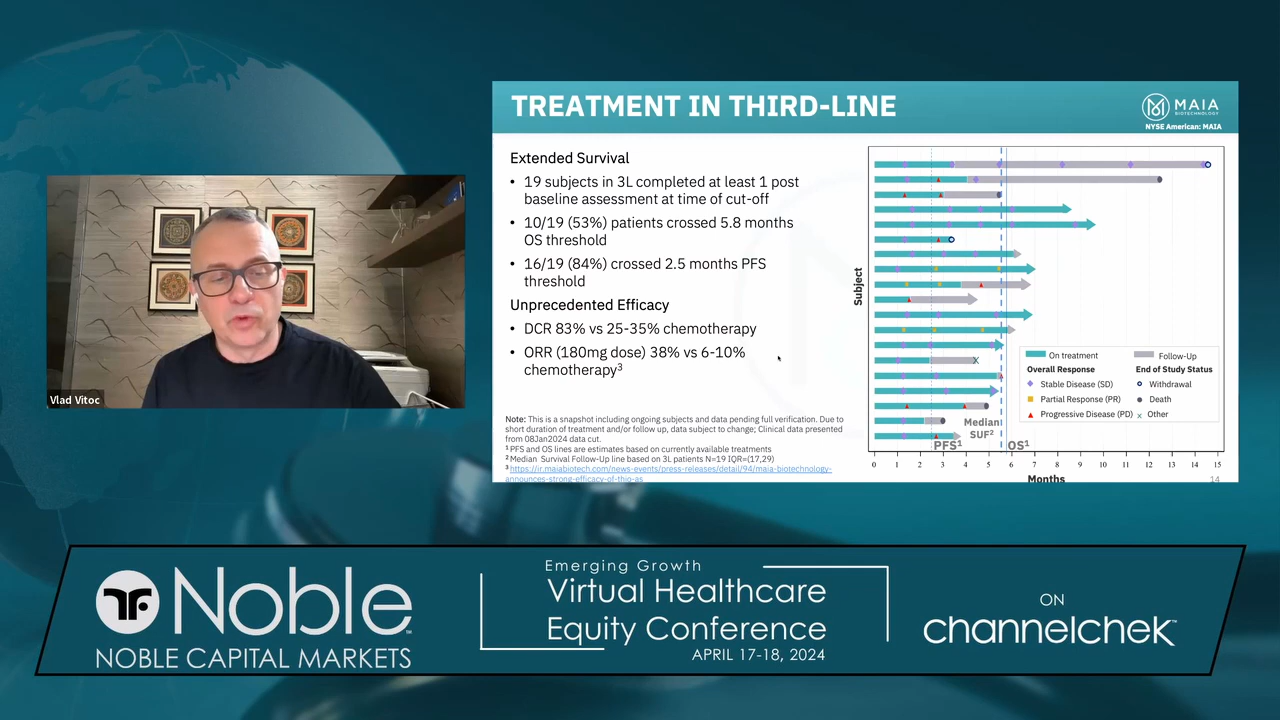 TREATMENT IN THIRD-LINE
MAIA
BIOTECHNOLOGY
NYSE American: MAIA
Extended Survival
• 19 subjects in 3L completed at least 1 post
baseline assessment at time of cut-off
• 10/19 (53%) patients crossed 5.8 months
OS threshold
• 16/19 (84%) crossed 2.5 months PFS
threshold
Unprecedented Efficacy
• DCR 83% vs 25-35% chemotherapy
• ORR (180mg dose) 38% vs 6-10%
chemotherapy³
Note: This is a snapshot including ongoing subjects and data pending full verification. Due to
short duration of treatment and/or follow up, data subject to change; Clinical data presented
from 08Jan2024 data cut.
¹ PFS and OS lines are estimates based on currently available treatments
² Median Survival Follow-Up line based on 3L patients N=19 IQR=(17,29)
³ https://ir.maiabiotech.com/news-events/press-releases/detail/94/maia-biotechnology-
announces-strong-efficacy-of-thio-as
Subject
On treatment
Follow-Up
Overall Response
End of Study Status
Stable Disease (SD)
Withdrawal
Partial Response (PR)
Death
Progressive Disease (PD)
Other
Median
SUF²
PFS¹
OS¹
0 1 2 3 4 5 6 7 8 9 10 11 12 13 14 15
Months
14
Vlad Vitoc
Noble™
NOBLE CAPITAL MARKETS
Emerging Growth
Virtual Healthcare
Equity Conference
APRIL 17-18, 2024
ON
channelchek™